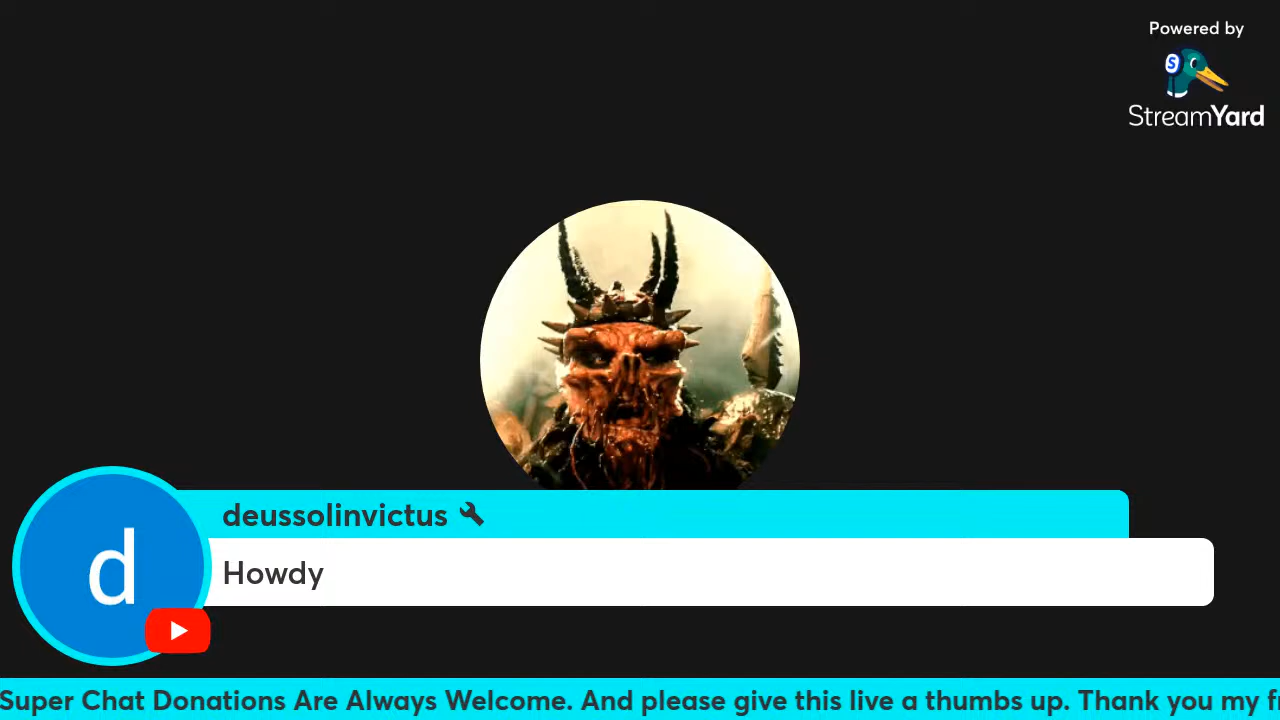 Powered by
S
StreamYard
deussolinvictus
d
Howdy
Super Chat Donations Are Always Welcome. And please give this live a thumbs up. Thank you my